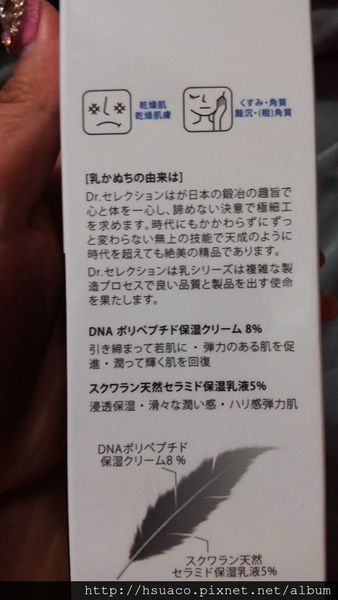 乾燥肌
乾燥肌膚
くすみ・角質
黯沉・(粗)角質
[乳かぬちの由来は]
Dr.セレクションはが日本の鍛冶の趣旨で
心と体を一心し、諦めない決意で極細工
を求めます。時代にもかかわらずにずっ
と変わらない無上の技能で天成のように
時代を超えても絶美の精品であります。
Dr.セレクションは乳シリーズは複雑な製
造プロセスで良い品質と製品を出す使命
を果たします。
DNA ポリペプチド保湿クリーム 8%
引き締まって若肌に ・ 弾力のある肌を促
進・潤って輝く肌を回復
スクワラン天然セラミド保湿乳液5%
浸透保湿・滑々な潤い感・ハリ感弾力肌
DNAポリペプチド
保湿クリーム8 %
スクワラン天然
セラミド保湿乳液5%
http://hsuaco.pixnet.net/album